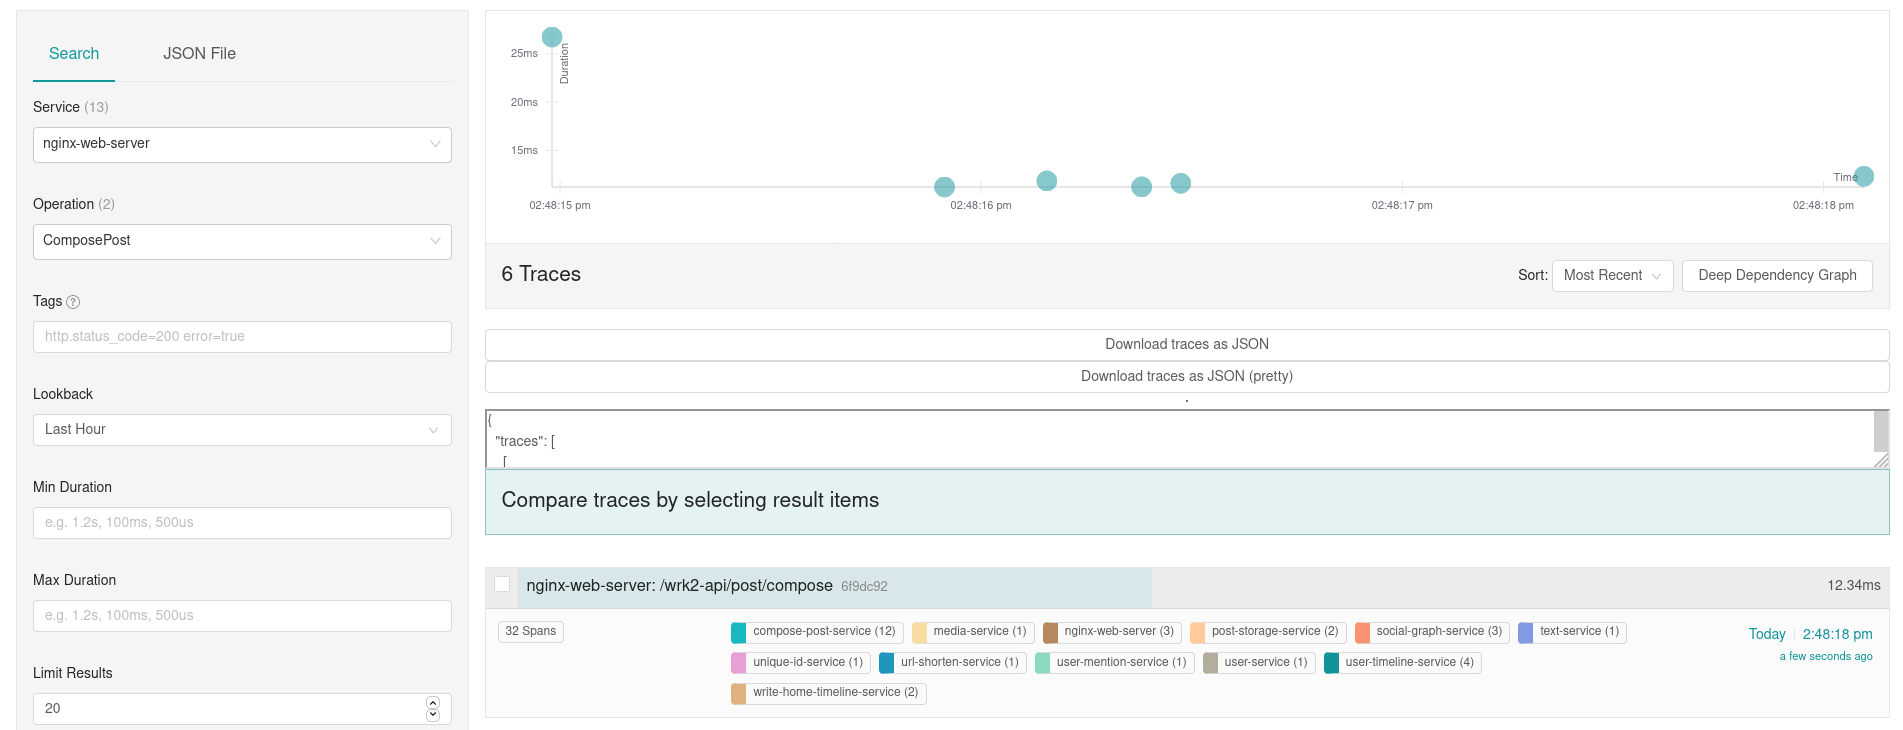 Search
JSON File
Service (13)
nginx-web-server
Operation (2)
ComposePost
Tags ?
http.status_code=200 error=true
Lookback
Last Hour
Min Duration
e.g. 1.2s, 100ms, 500us
Max Duration
e.g. 1.2s, 100ms, 500us
Limit Results
20
25ms
20ms
15ms
Duration
Time
02:48:15 pm
02:48:16 pm
02:48:17 pm
02:48:18 pm
6 Traces
Sort: Most Recent
Deep Dependency Graph
Download traces as JSON
Download traces as JSON (pretty)
.
{
"traces": [
[
Compare traces by selecting result items
nginx-web-server: /wrk2-api/post/compose 6f9dc92
12.34ms
32 Spans
compose-post-service (12)
media-service (1)
nginx-web-server (3)
post-storage-service (2)
social-graph-service (3)
text-service (1)
unique-id-service (1)
url-shorten-service (1)
user-mention-service (1)
user-service (1)
user-timeline-service (4)
write-home-timeline-service (2)
Today | 2:48:18 pm
a few seconds ago